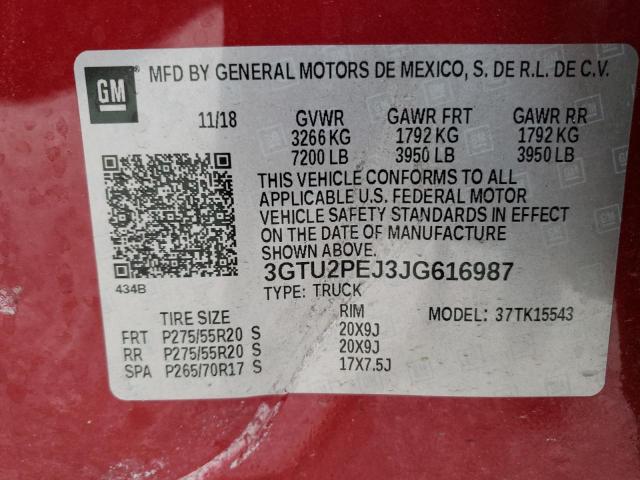 GM MFD BY GENERAL MOTORS DE MEXICO, S. DE R.L. DE C.V.
11/18 GVWR GAWR FRT GAWR RR
3266 KG 1792 KG 1792 KG
7200 LB 3950 LB 3950 LB
THIS VEHICLE CONFORMS TO ALL
APPLICABLE U.S. FEDERAL MOTOR
VEHICLE SAFETY STANDARDS IN EFFECT
ON THE DATE OF MANUFACTURE
SHOWN ABOVE.
3GTU2PEJ3JG616987
434B TYPE: TRUCK
TIRE SIZE RIM MODEL: 37TK15543
FRT P275/55R20 S 20X9J
RR P275/55R20 S 20X9J
SPA P265/70R17 S 17X7.5J